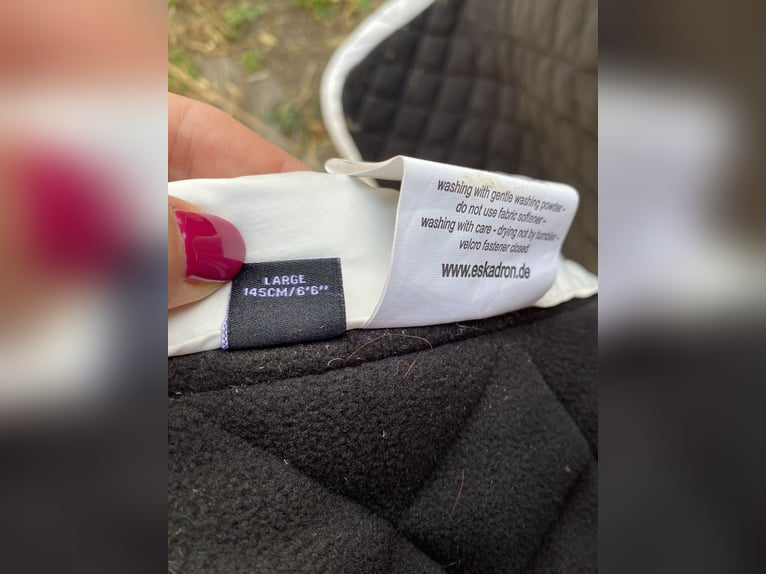 LARGE
145CM/6'6"
washing with gentle washing powder -
do not use fabric softener -
washing with care - drying not by tumbler -
velcro fastener closed
www.eskadron.de